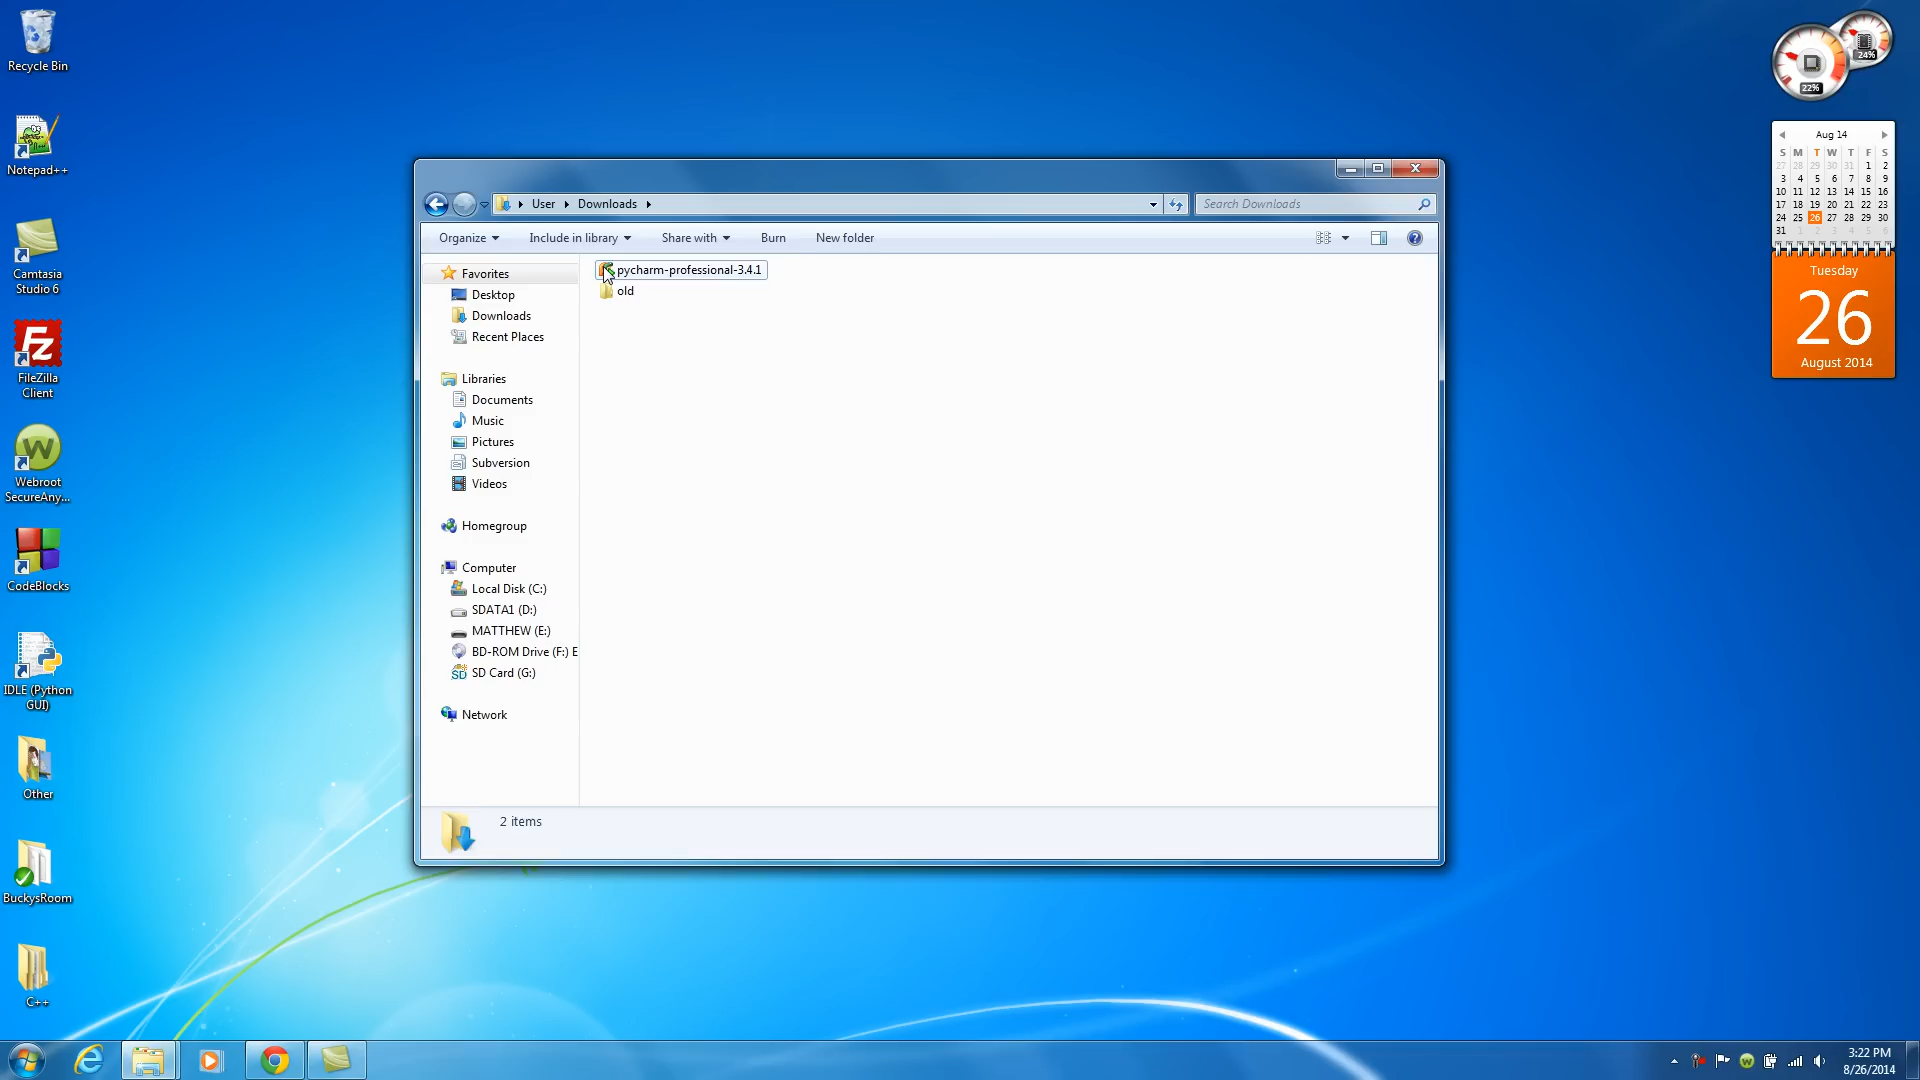 Recycle Bin
Notepad++
Camtasia
Studio 6
Fz
FileZilla
Client
W
Webroot
SecureAny...
CodeBlocks
IDLE (Python
GUI)
Other
BuckysRoom
C++
User
Downloads
Search Downloads
Organize
Include in library
Share with
Burn
New folder
?
Favorites
Desktop
Downloads
Recent Places
Libraries
Documents
Music
Pictures
Subversion
Videos
Homegroup
Computer
Local Disk (C:)
SDATA1 (D:)
MATTHEW (E:)
BD-ROM Drive (F:) E
SD Card (G:)
Network
pycharm-professional-3.4.1
old
2 items
24%
22%
Aug 14
S M T W T F S
27 28 29 30 31 1 2
3 4 5 6 7 8 9
10 11 12 13 14 15 16
17 18 19 20 21 22 23
24 25 26 27 28 29 30
31 1 2 3 4 5 6
Tuesday
26
August 2014
3:22 PM
8/26/2014